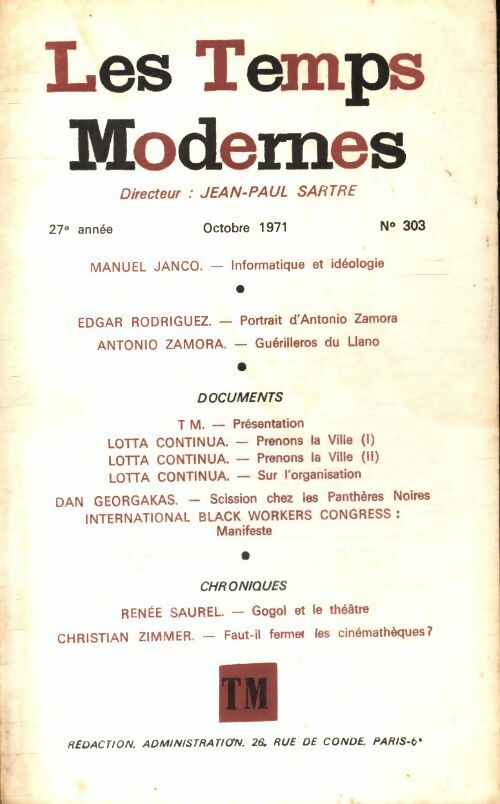 Les Temps
Modernes
Directeur : JEAN-PAUL SARTRE
27e année Octobre 1971 No 303
MANUEL JANCO. — Informatique et idéologie
●
EDGAR RODRIGUEZ. — Portrait d'Antonio Zamora
ANTONIO ZAMORA. — Guérilleros du Llano
●
DOCUMENTS
T M. — Présentation
LOTTA CONTINUA. — Prenons la Ville (I)
LOTTA CONTINUA. — Prenons la Ville (II)
LOTTA CONTINUA. — Sur l'organisation
DAN GEORGAKAS. — Scission chez les Panthères Noires
INTERNATIONAL BLACK WORKERS CONGRESS :
Manifeste
●
CHRONIQUES
RENÉE SAUREL. — Gogol et le théâtre
CHRISTIAN ZIMMER. — Faut-il fermer les cinémathèques ?
TM
RÉDACTION, ADMINISTRATION, 26, RUE DE CONDE, PARIS-6e